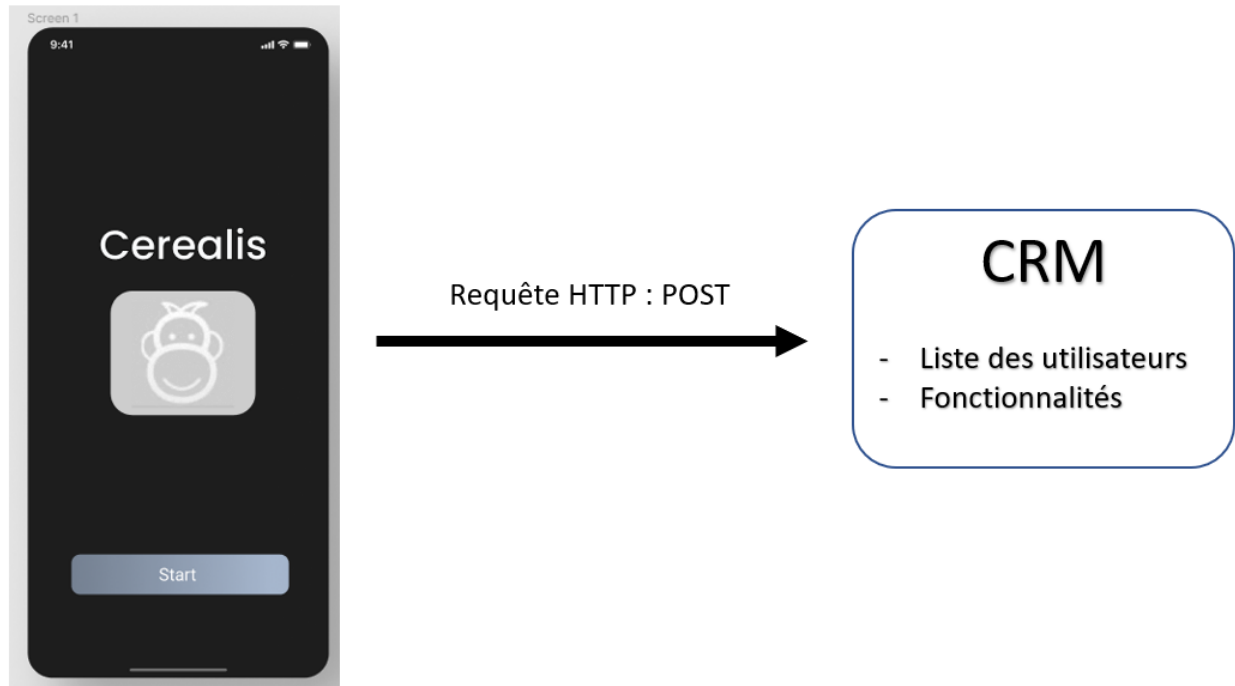 Screen 1
9:41
Cerealis
Start
Requête HTTP : POST
CRM
- Liste des utilisateurs
- Fonctionnalités